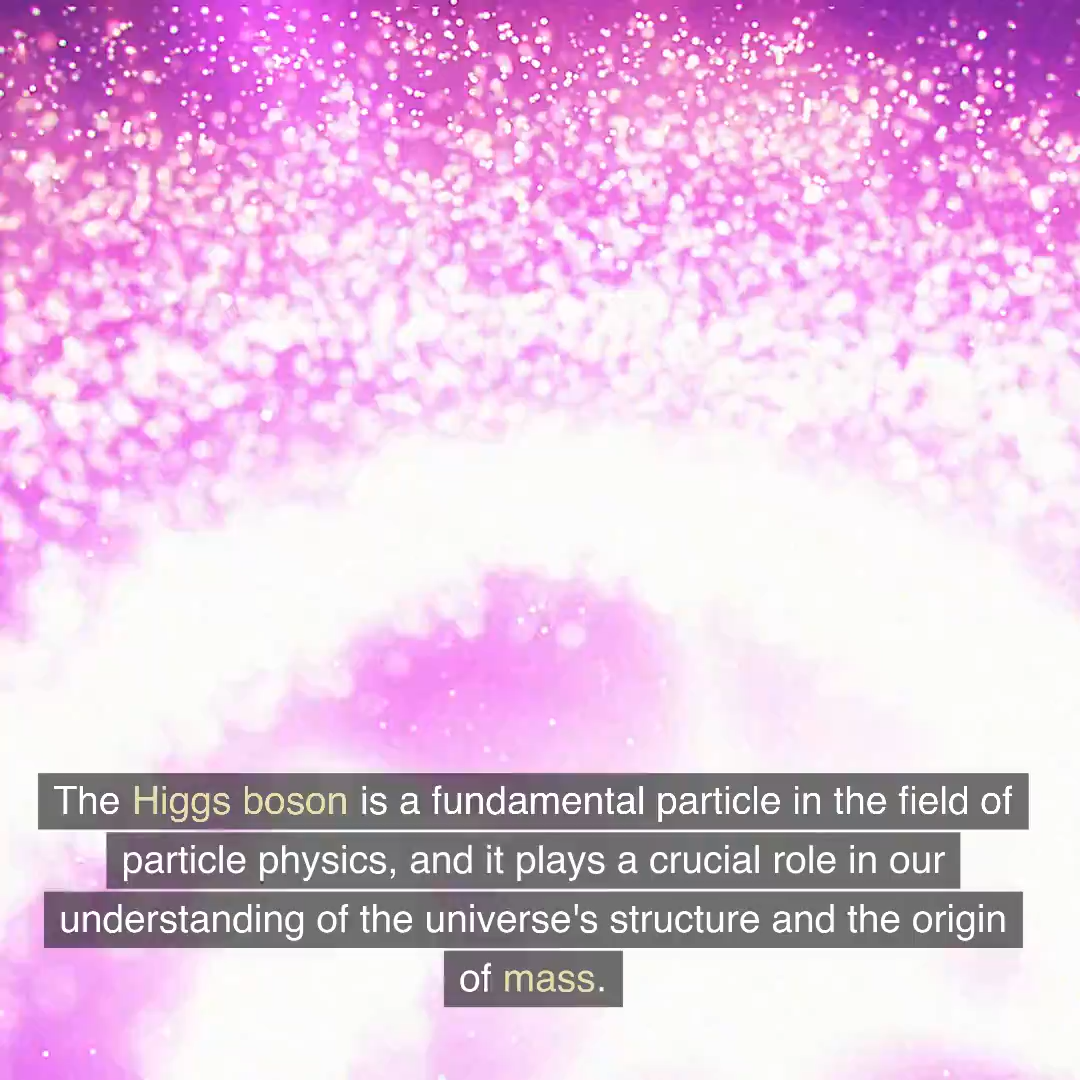 The Higgs boson is a fundamental particle in the field of
particle physics, and it plays a crucial role in our
understanding of the universe's structure and the origin
of mass.